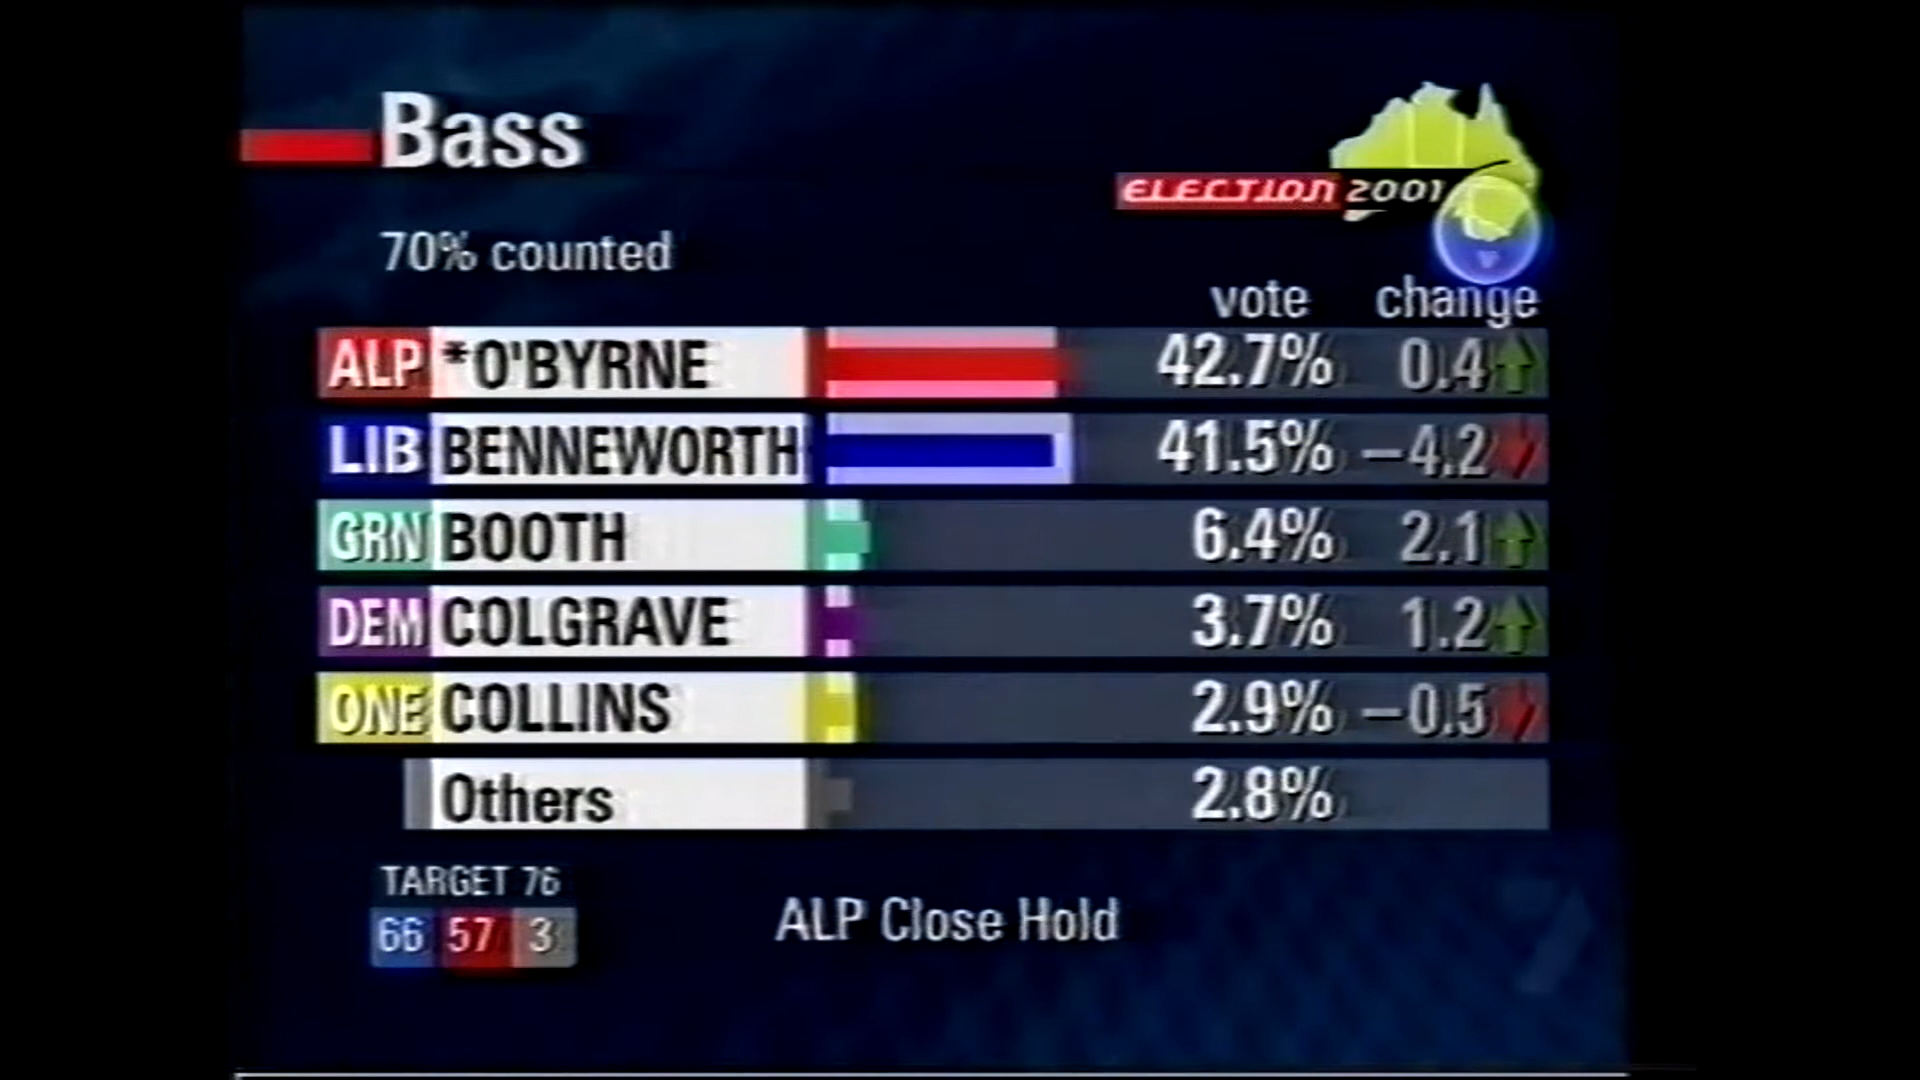 Bass
ELECTION 2001
70% counted
vote change
ALP *O'BYRNE 42.7% 0.4
LIB BENNEWORTH 41.5% –4.2
GRN BOOTH 6.4% 2.1
DEM COLGRAVE 3.7% 1.2
ONE COLLINS 2.9% –0.5
Others 2.8%
TARGET 76
66 57 3
ALP Close Hold